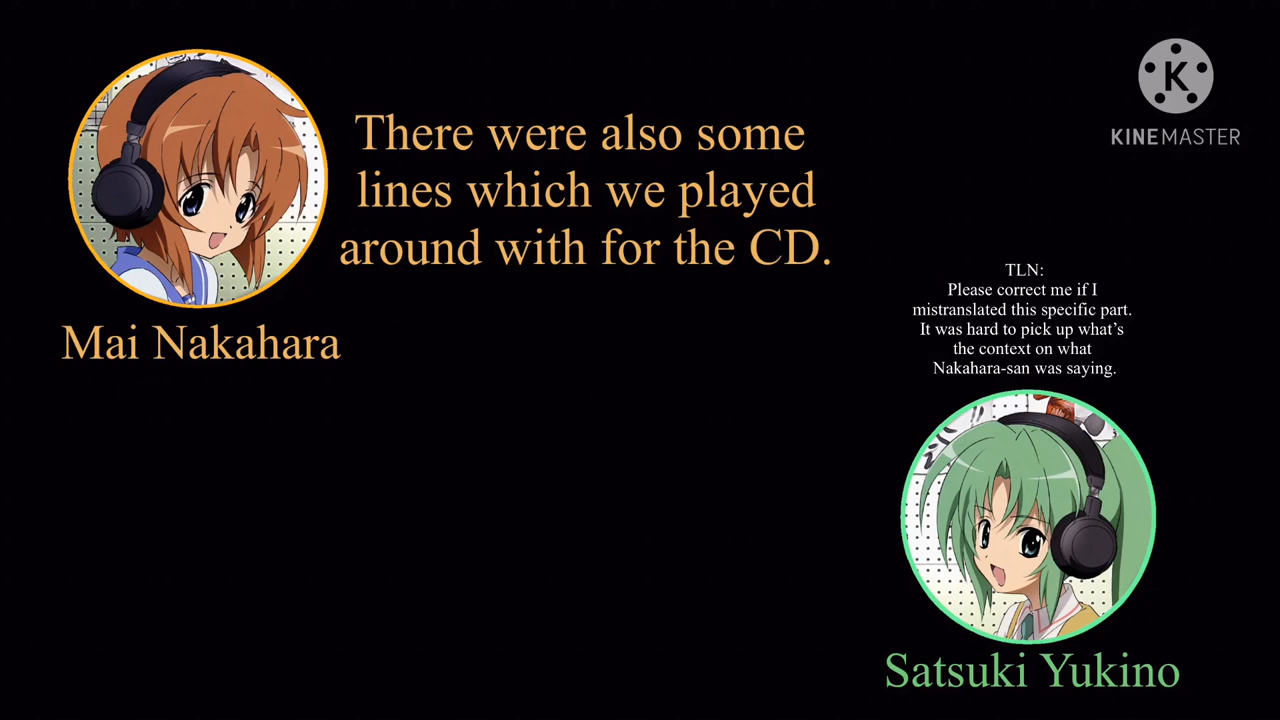 There were also some
lines which we played
around with for the CD.
Mai Nakahara
K
KINEMASTER
TLN:
Please correct me if I
mistranslated this specific part.
It was hard to pick up what’s
the context on what
Nakahara-san was saying.
Satsuki Yukino